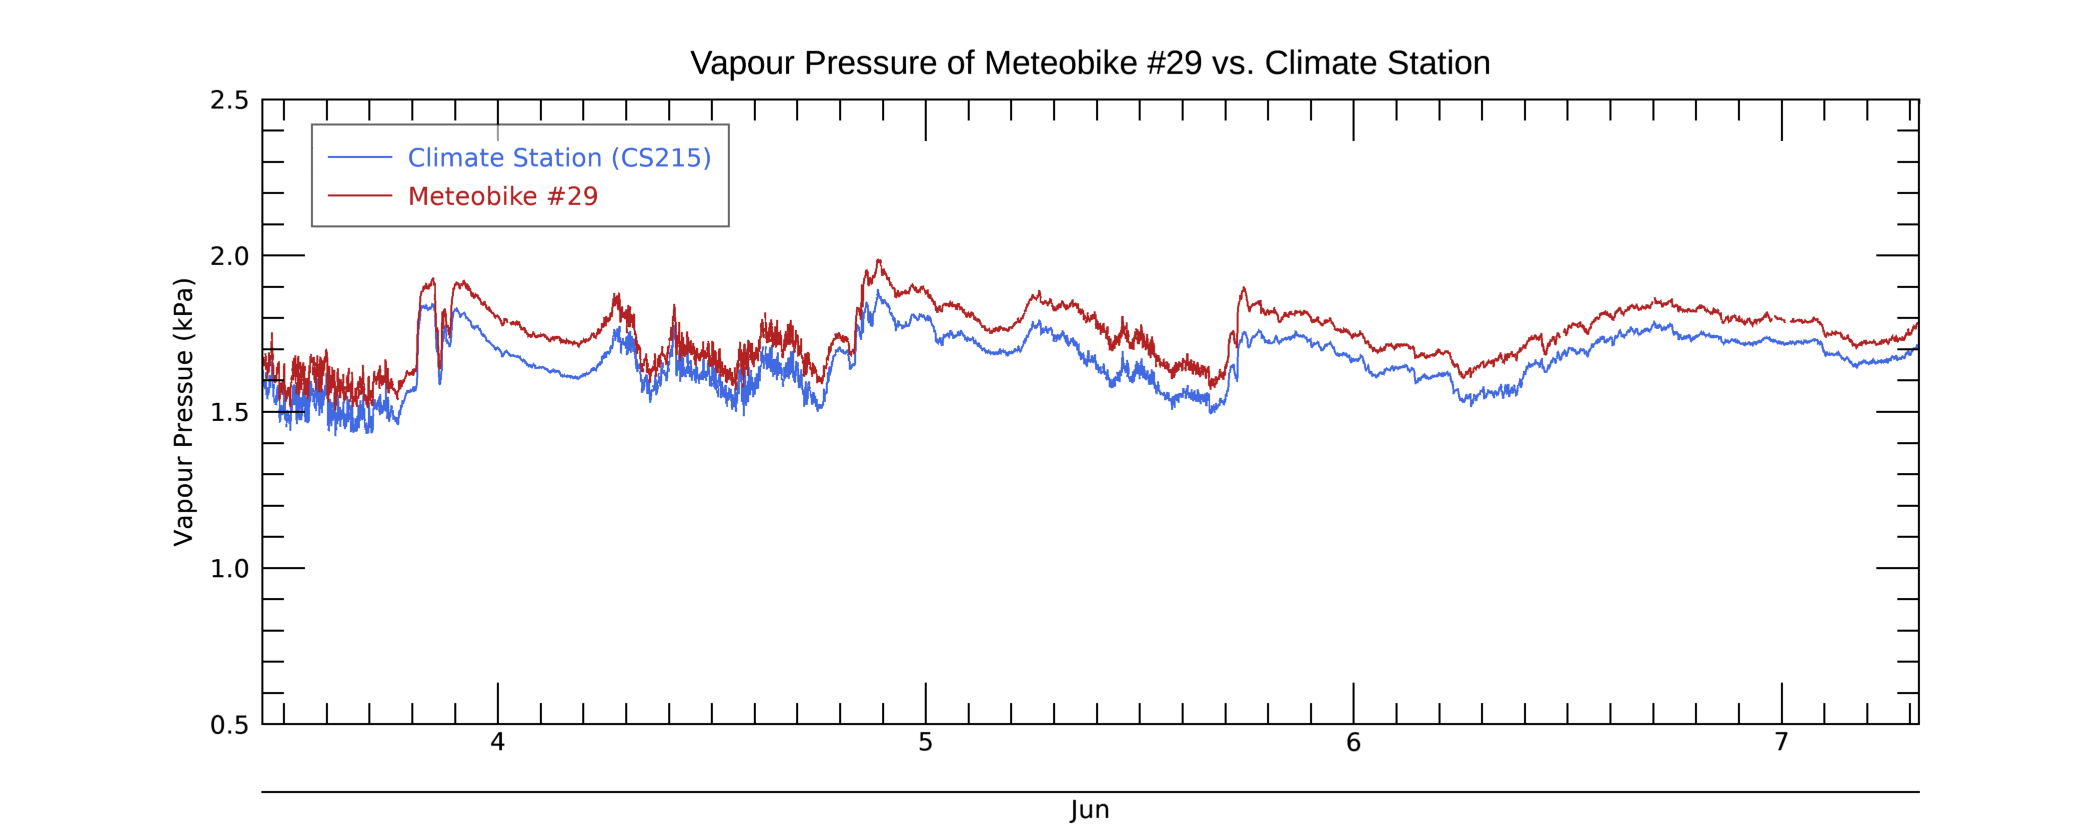 Vapour Pressure of Meteobike #29 vs. Climate Station
2.5
Climate Station (CS215)
Meteobike #29
2.0
Vapour Pressue (kPa)
1.5
1.0
0.5
4 5 6 7
Jun